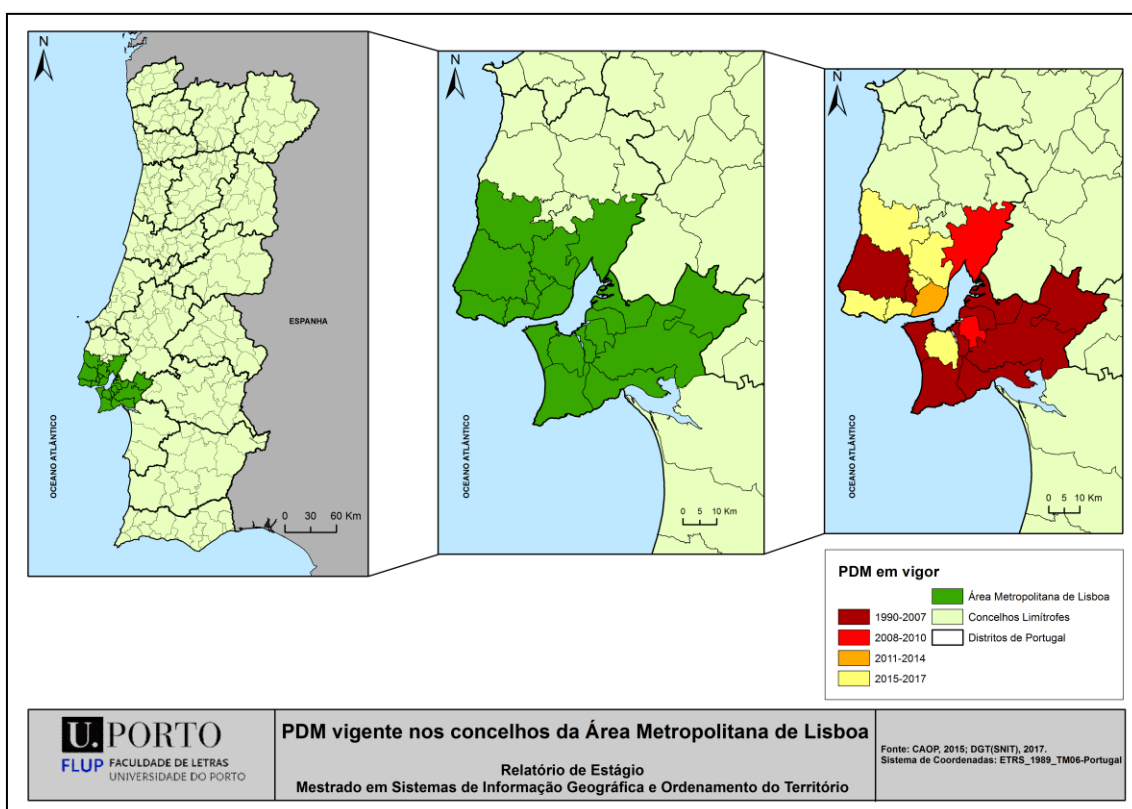 N
ESPANHA
OCEANO ATLÂNTICO
0 30 60 Km
N
OCEANO ATLÂNTICO
0 5 10 Km
N
OCEANO ATLÂNTICO
0 5 10 Km
PDM em vigor
1990-2007
2008-2010
2011-2014
2015-2017
Área Metropolitana de Lisboa
Concelhos Limítrofes
Distritos de Portugal
U. PORTO
FLUP FACULDADE DE LETRAS
UNIVERSIDADE DO PORTO
PDM vigente nos concelhos da Área Metropolitana de Lisboa
Relatório de Estágio
Mestrado em Sistemas de Informação Geográfica e Ordenamento do Território
Fonte: CAOP, 2015; DGT(SNIT), 2017.
Sistema de Coordenadas: ETRS_1989_TM06-Portugal